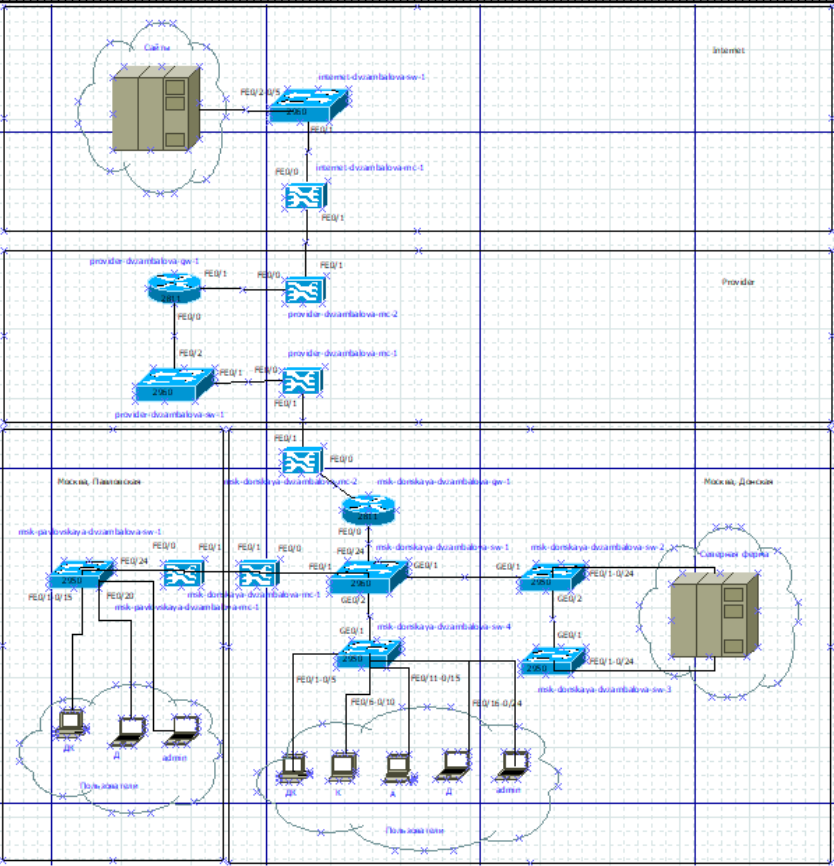 Сайты
Internet
internet-dvzambalova-sw-1
FE0/2-0/5
2960
FE0/1
internet-dvzambalova-mc-1
FE0/0
FE0/1
provider-dvzambalova-gw-1
FE0/1
FE0/0
FE0/1
Provider
2811
FE0/0
provider-dvzambalova-mc-2
FE0/2
provider-dvzambalova-mc-1
FE0/1
FE0/0
2960
FE0/1
provider-dvzambalova-sw-1
FE0/1
FE0/0
Москва, Павловская
msk-donskaya-dvzambalova-mc-2
msk-donskaya-dvzambalova-gw-1
Москва, Донская
2811
msk-pavlovskaya-dvzambalova-sw-1
FE0/0
FE0/0
FE0/1
FE0/1
FE0/0
FE0/24
msk-donskaya-dvzambalova-sw-1
msk-donskaya-dvzambalova-sw-2
Северная ферма
FE0/24
FE0/1
GE0/1
GE0/1
FE0/1-0/24
2950
2960
2950
FE0/1-0/15
FE0/20
msk-donskaya-dvzambalova-mc-1
GE0/2
GE0/2
msk-pavlovskaya-dvzambalova-mc-1
GE0/1
msk-donskaya-dvzambalova-sw-4
GE0/1
2950
2950
FE0/1-0/24
FE0/1-0/5
FE0/11-0/15
msk-donskaya-dvzambalova-sw-3
FE0/6-0/10
FE0/16-0/24
ДК
Д
admin
Пользователи
ДК
К
А
Д
admin
Пользователи